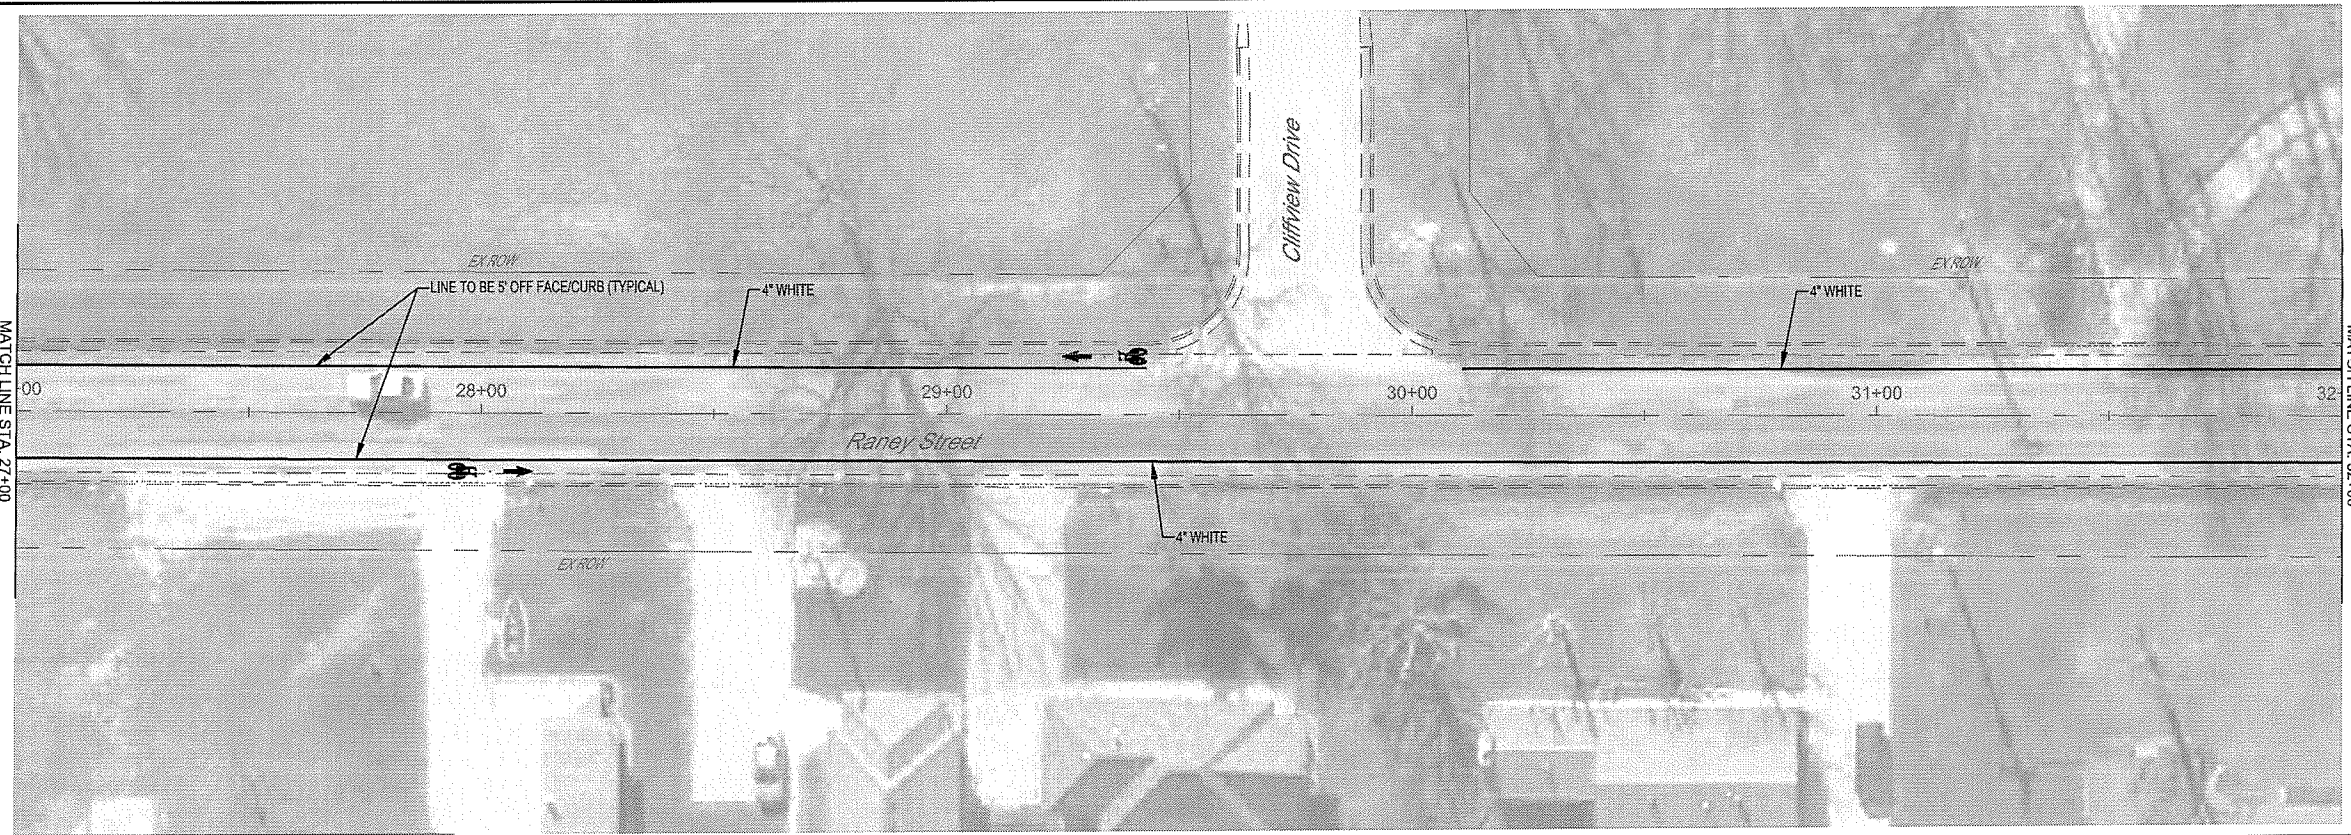 Cliffview Drive
EX ROW
EX ROW
LINE TO BE 5' OFF FACE/CURB (TYPICAL)
4" WHITE
4" WHITE
MATCH LINE STA. 27+00
00
28+00
29+00
30+00
31+00
32
Raney Street
4" WHITE
EX ROW